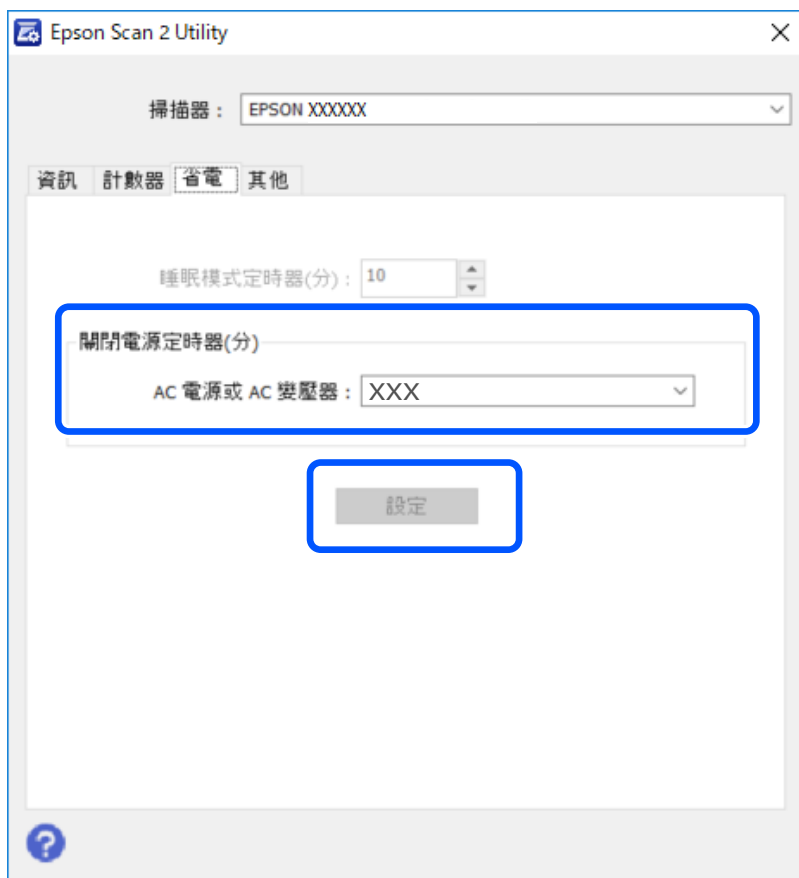 Epson Scan 2 Utility
掃描器： EPSON XXXXXX
資訊 計數器 省電 其他
睡眠模式定時器(分)： 10
關閉電源定時器(分)
AC 電源或 AC 變壓器： XXX
設定
?